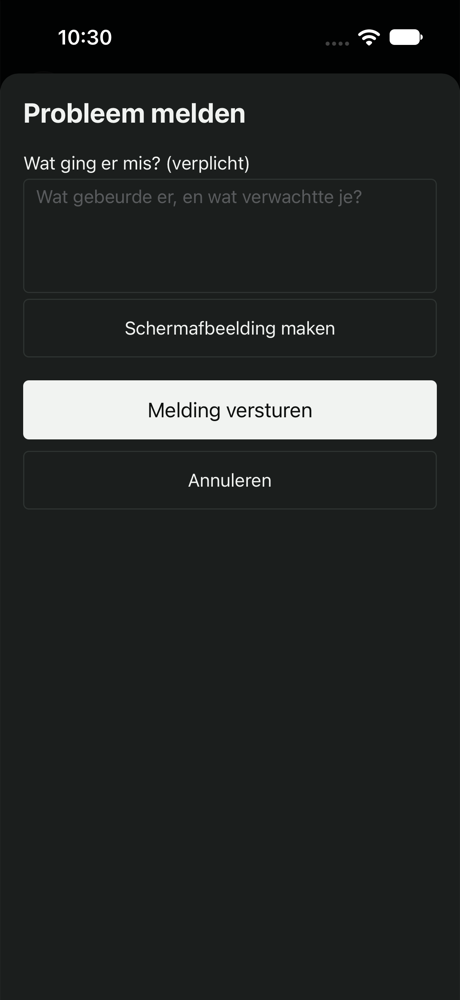 10:30
Probleem melden
Wat ging er mis? (verplicht)
Wat gebeurde er, en wat verwachtte je?
Schermafbeelding maken
Melding versturen
Annuleren